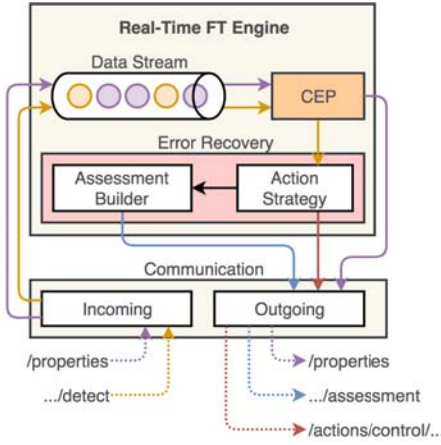 Real-Time FT Engine
Data Stream
CEP
Error Recovery
Assessment
Builder
Action
Strategy
Communication
Incoming
Outgoing
/properties
/properties
.../detect
.../assessment
/actions/control/...